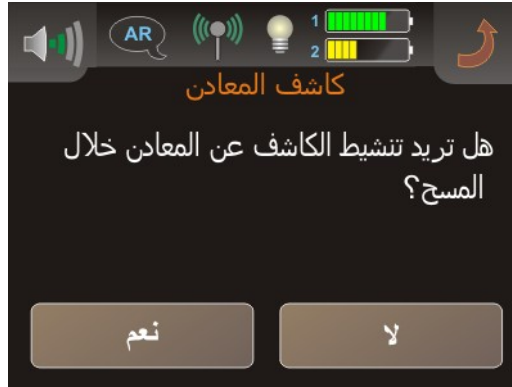 AR
1
2
كاشف المعادن
هل تريد تنشيط الكاشف عن المعادن خلال
المسح؟
لا
نعم